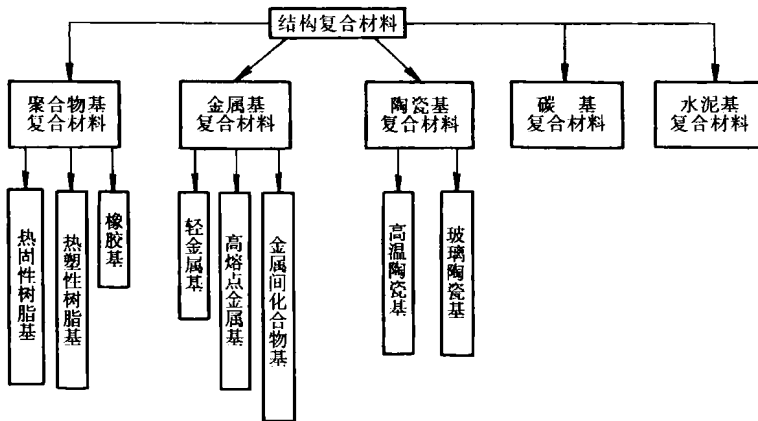 结构复合材料
聚合物基
复合材料
金属基
复合材料
陶瓷基
复合材料
碳 基
复合材料
水泥基
复合材料
热固性树脂基
热塑性树脂基
橡胶基
轻金属基
高熔点金属基
金属间化合物基
高温陶瓷基
玻璃陶瓷基